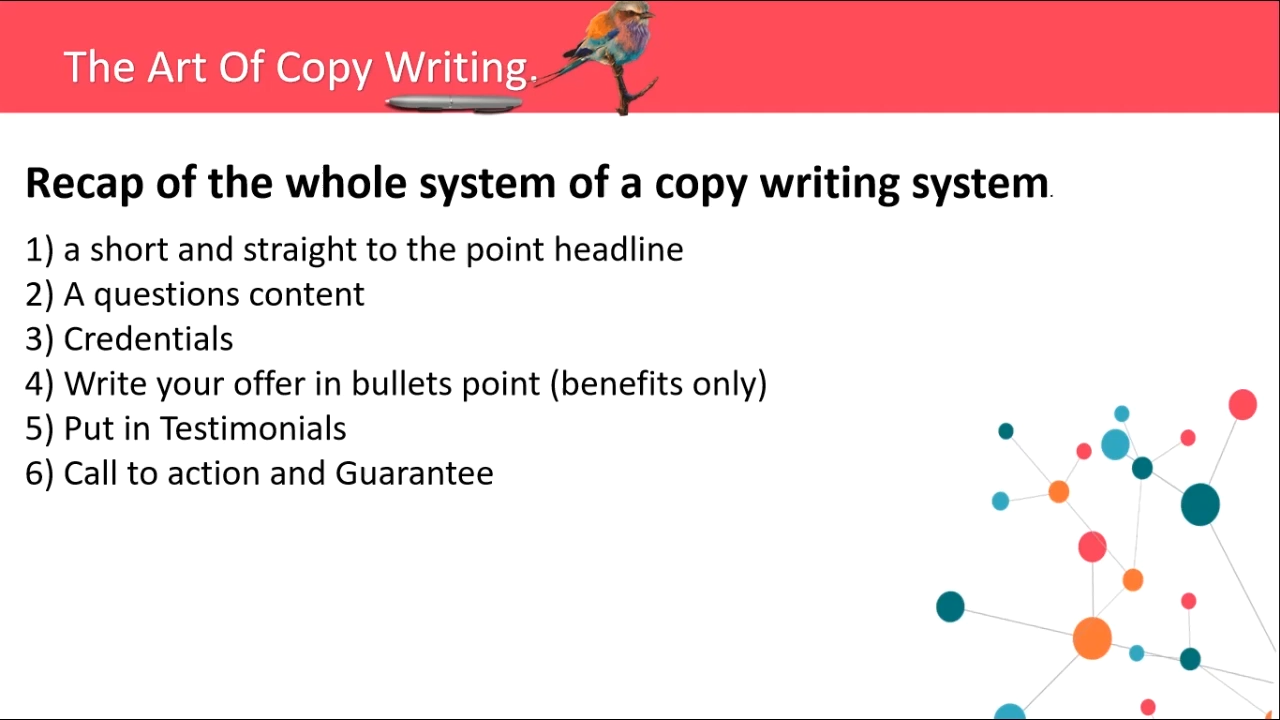 The Art Of Copy Writing.
Recap of the whole system of a copy writing system.
1) a short and straight to the point headline
2) A questions content
3) Credentials
4) Write your offer in bullets point (benefits only)
5) Put in Testimonials
6) Call to action and Guarantee